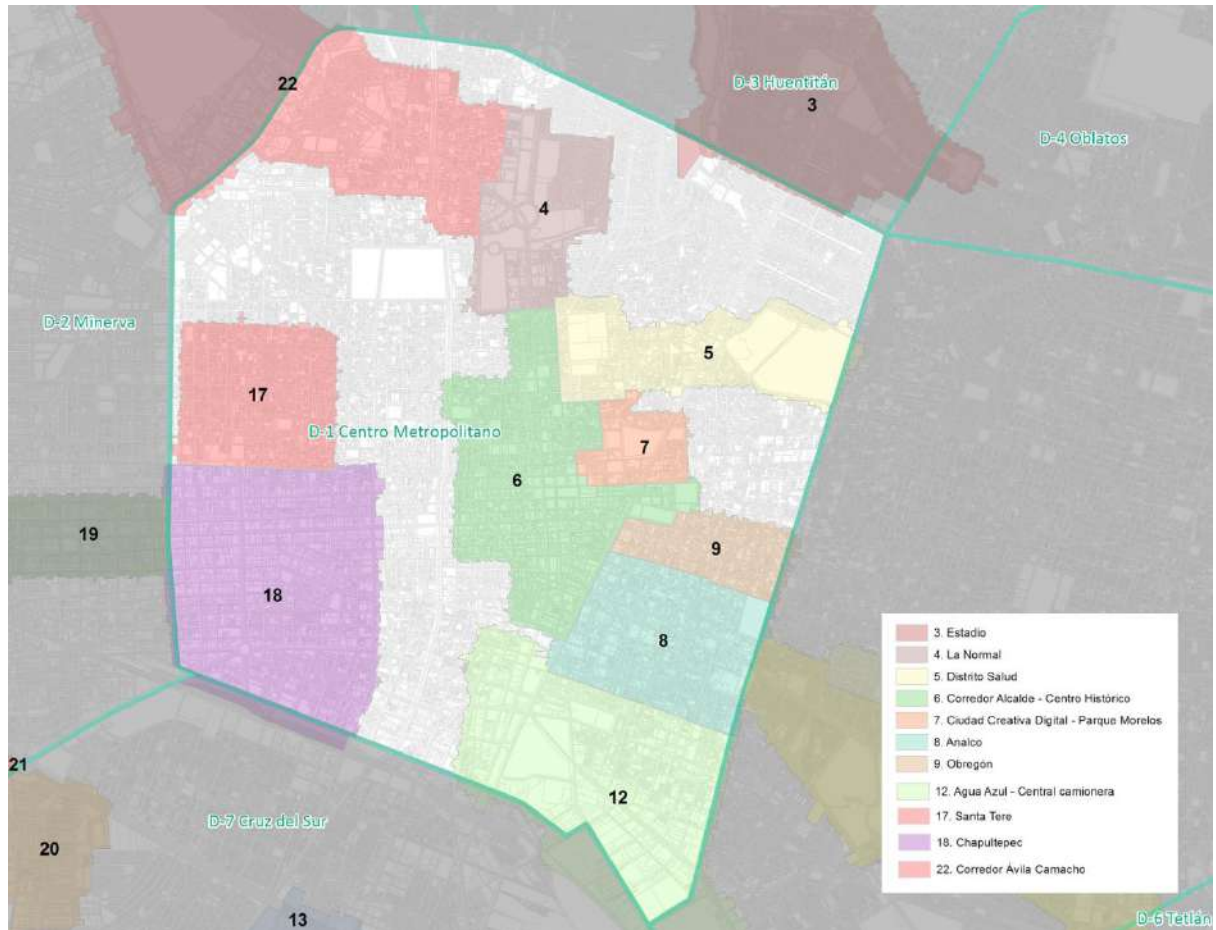 22
D-3 Huentitán
3
D-4 Oblatos
4
D-2 Minerva
5
17
D-1 Centro Metropolitano
7
6
19
9
18
8
21
12
D-7 Cruz del Sur
20
13
D-6 Tetlán
3. Estadio
4. La Normal
5. Distrito Salud
6. Corredor Alcalde - Centro Histórico
7. Ciudad Creativa Digital - Parque Morelos
8. Analco
9. Obregón
12. Agua Azul - Central camionera
17. Santa Tere
18. Chapultepec
22. Corredor Ávila Camacho